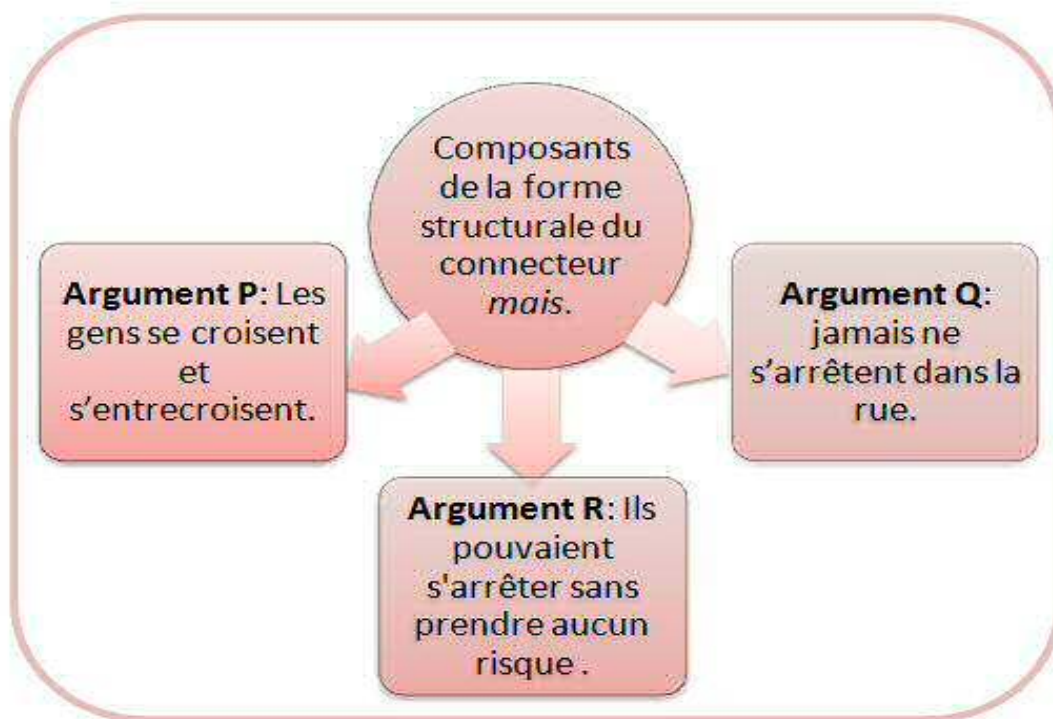 Composants
de la forme
structurale du
connecteur
mais.
Argument P: Les
gens se croisent
et
s'entrecroisent.
Argument Q:
jamais ne
s'arrêtent dans la
rue.
Argument R: Ils
pouvaient
s'arrêter sans
prendre aucun
risque .